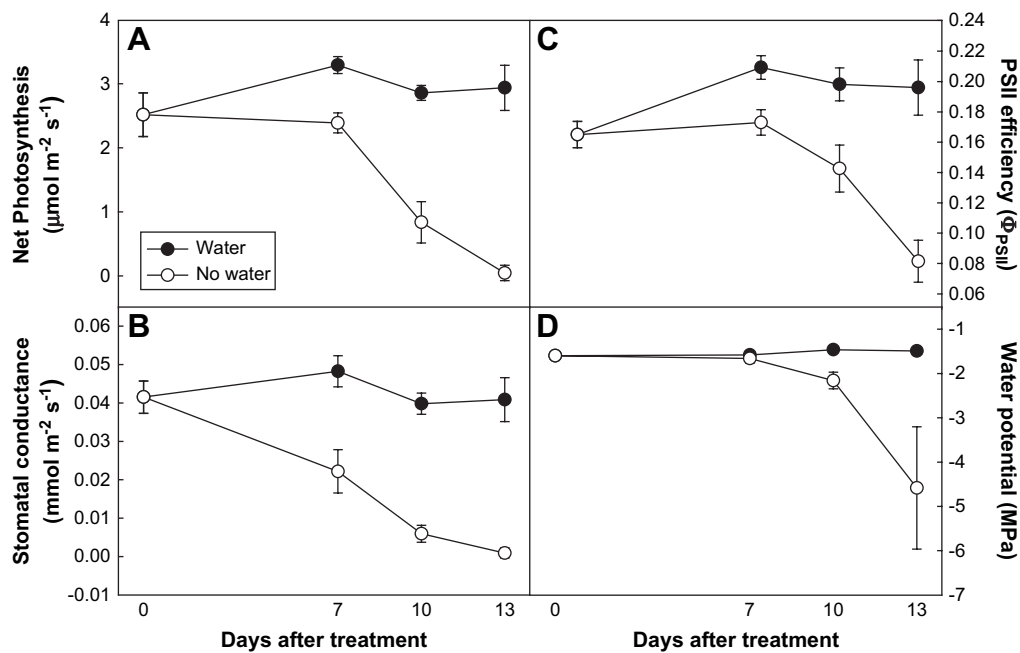 A
Net Photosynthesis
(μmol m-2 s-1)
4
3
2
1
0
Water
No water
C
0.24
0.22
0.20
0.18
0.16
0.14
0.12
0.10
0.08
0.06
PSII efficiency (ΦPSII)
B
Stomatal conductance
(mmol m-2 s-1)
0.06
0.05
0.04
0.03
0.02
0.01
0.00
-0.01
0 7 10 13
Days after treatment
D
-1
-2
-3
-4
-5
-6
-7
Water potential (MPa)
0 7 10 13
Days after treatment